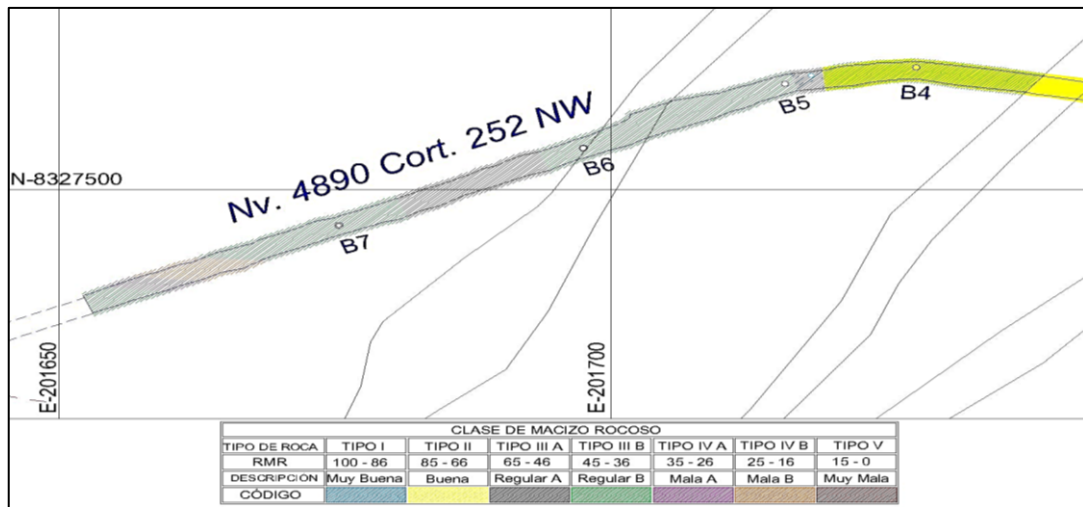 B4
B5
Nv. 4890 Cort. 252 NW
B6
N-8327500
B7
E-201650
E-201700
CLASE DE MACIZO ROCOSO
TIPO DE ROCA TIPO I TIPO II TIPO III A TIPO III B TIPO IV A TIPO IV B TIPO V
RMR 100 - 86 85 - 66 65 - 46 45 - 36 35 - 26 25 - 16 15 - 0
DESCRIPCION Muy Buena Buena Regular A Regular B Mala A Mala B Muy Mala
CÓDIGO